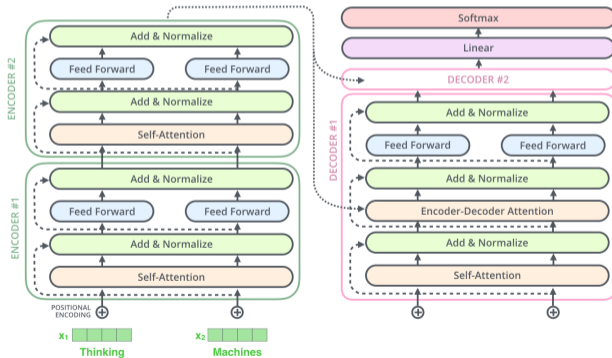 ENCODER #2
Add & Normalize
Feed Forward
Feed Forward
Add & Normalize
Self-Attention
ENCODER #1
Add & Normalize
Feed Forward
Feed Forward
Add & Normalize
Self-Attention
POSITIONAL
ENCODING
x₁
x₂
Thinking
Machines
Softmax
Linear
DECODER #2
DECODER #1
Add & Normalize
Feed Forward
Feed Forward
Add & Normalize
Encoder-Decoder Attention
Add & Normalize
Self-Attention